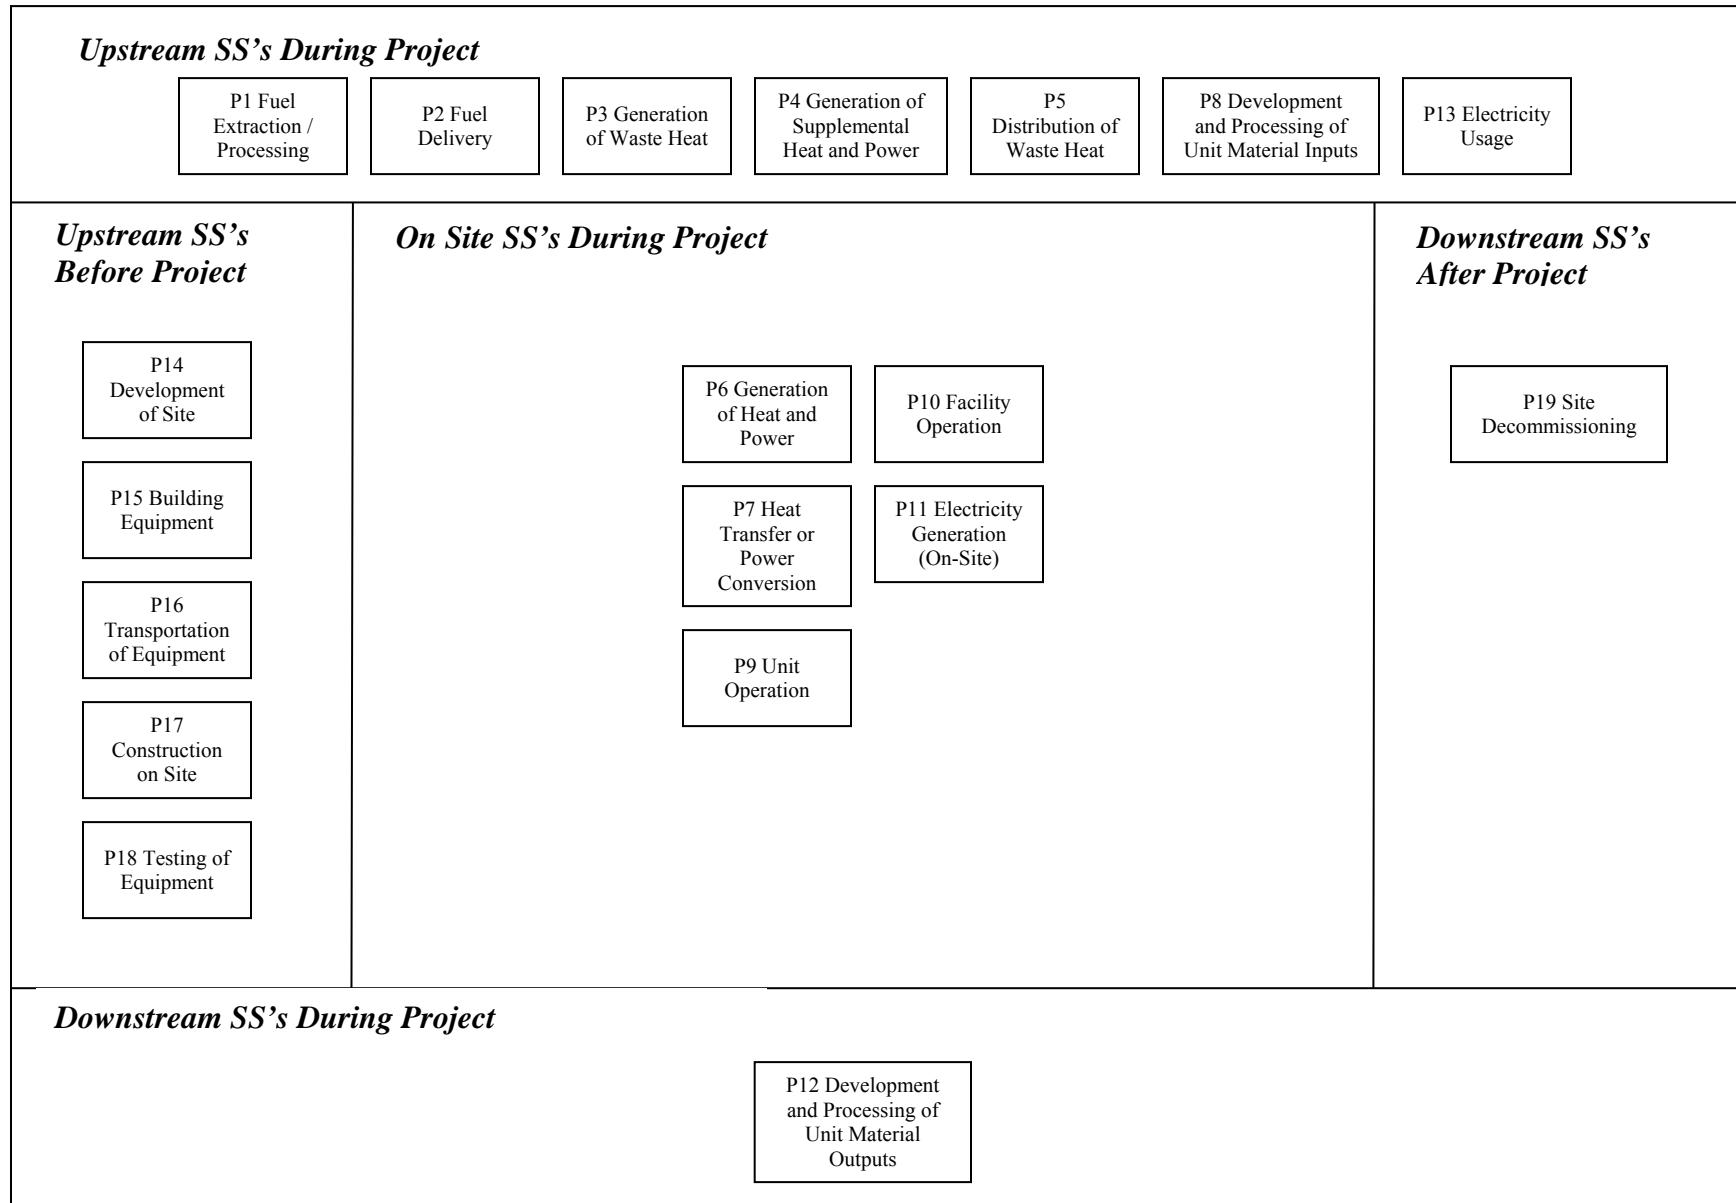 Upstream SS’s During Project
P1 Fuel
Extraction /
Processing
P2 Fuel
Delivery
P3 Generation
of Waste Heat
P4 Generation of
Supplemental
Heat and Power
P5
Distribution of
Waste Heat
P8 Development
and Processing of
Unit Material Inputs
P13 Electricity
Usage
Upstream SS’s
Before Project
P14
Development
of Site
P15 Building
Equipment
P16
Transportation
of Equipment
P17
Construction
on Site
P18 Testing of
Equipment
On Site SS’s During Project
P6 Generation
of Heat and
Power
P10 Facility
Operation
P7 Heat
Transfer or
Power
Conversion
P11 Electricity
Generation
(On-Site)
P9 Unit
Operation
Downstream SS’s
After Project
P19 Site
Decommissioning
Downstream SS’s During Project
P12 Development
and Processing of
Unit Material
Outputs